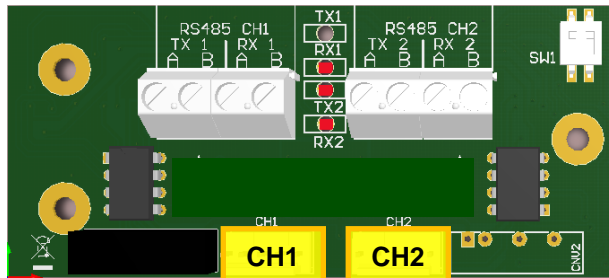 TX1
RS485 CH1
RS485 CH2
TX 1 RX 1
RX1
TX 2 RX 2
A B A B
A B A B
SW1
TX2
RX2
CH1
CH2
CH1
CH2
CNV2